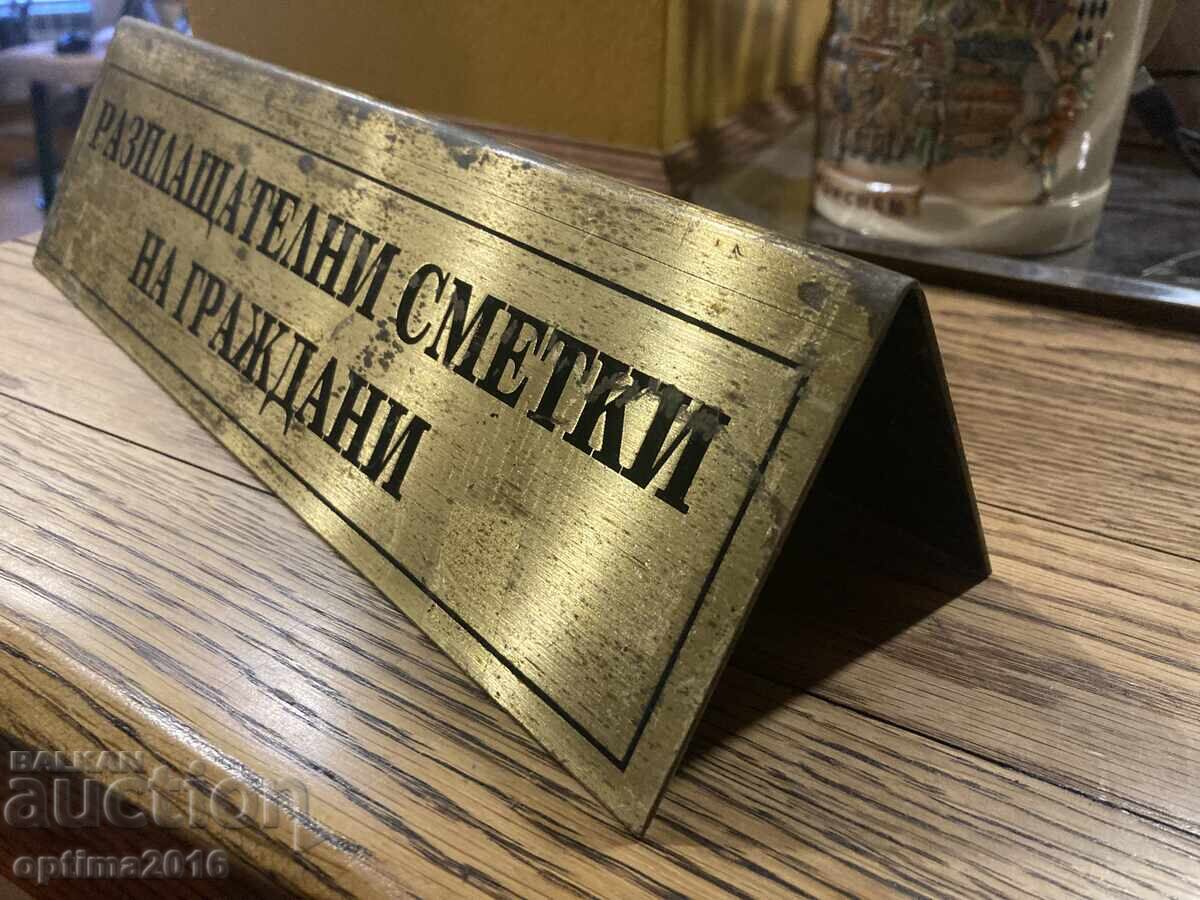 РАЗПЛАЩАТЕЛНИ СМЕТКИ
НА ГРАЖДАНИ
BALKAN
auction
optima2016